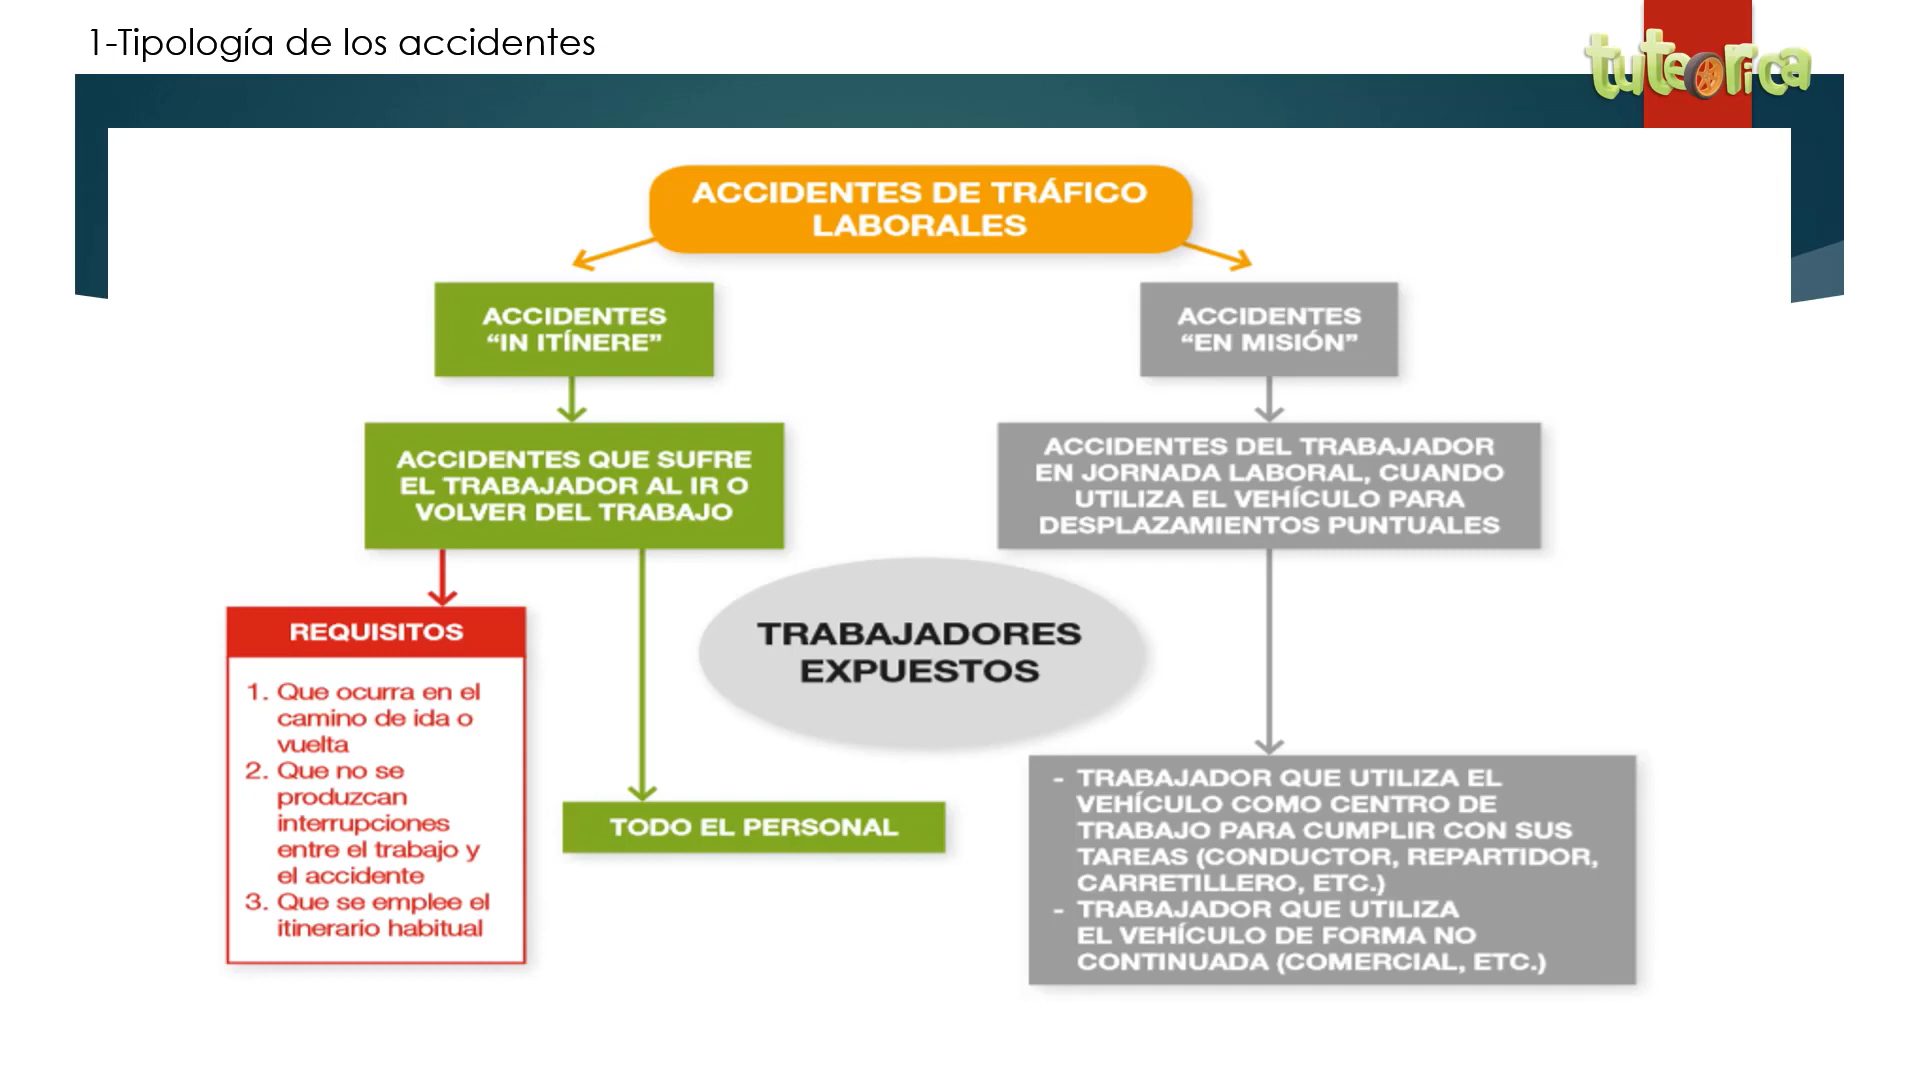 1-Tipología de los accidentes
tuteorica
ACCIDENTES DE TRÁFICO
LABORALES
ACCIDENTES
“IN ITÍNERE”
ACCIDENTES
“EN MISIÓN”
ACCIDENTES QUE SUFRE
EL TRABAJADOR AL IR O
VOLVER DEL TRABAJO
ACCIDENTES DEL TRABAJADOR
EN JORNADA LABORAL, CUANDO
UTILIZA EL VEHÍCULO PARA
DESPLAZAMIENTOS PUNTUALES
TRABAJADORES
EXPUESTOS
REQUISITOS
1. Que ocurra en el
camino de ida o
vuelta
2. Que no se
produzcan
interrupciones
entre el trabajo y
el accidente
3. Que se emplee el
itinerario habitual
TODO EL PERSONAL
- TRABAJADOR QUE UTILIZA EL
VEHÍCULO COMO CENTRO DE
TRABAJO PARA CUMPLIR CON SUS
TAREAS (CONDUCTOR, REPARTIDOR,
CARRETILLERO, ETC.)
- TRABAJADOR QUE UTILIZA
EL VEHÍCULO DE FORMA NO
CONTINUADA (COMERCIAL, ETC.)